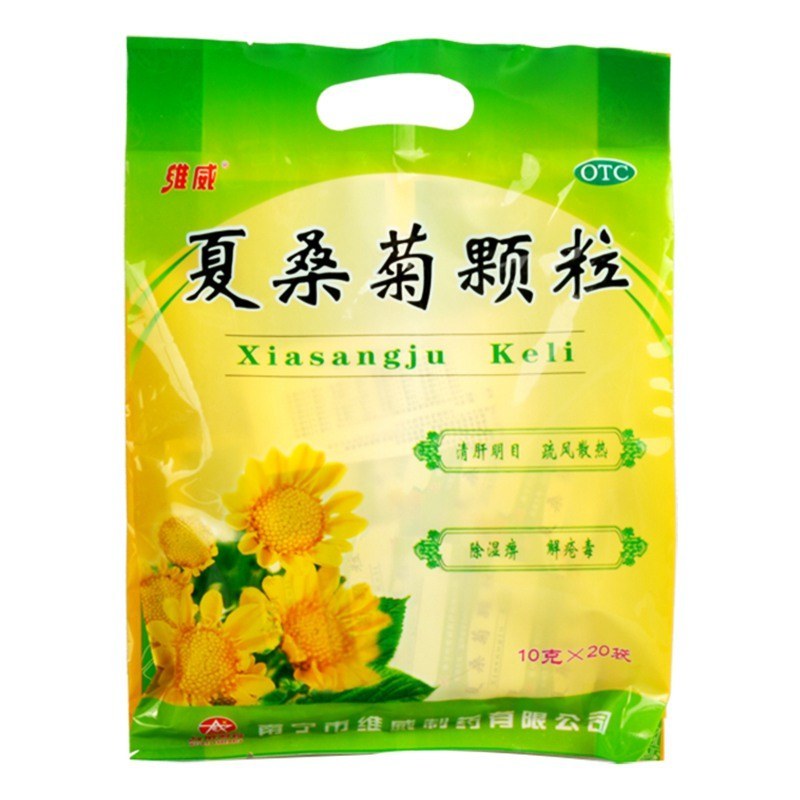 维威®
OTC
夏桑菊颗粒
Xiasangju Keli
清肝明目 疏风散热
除湿痹 解疮毒
10克×20袋
南宁市维威制药有限公司